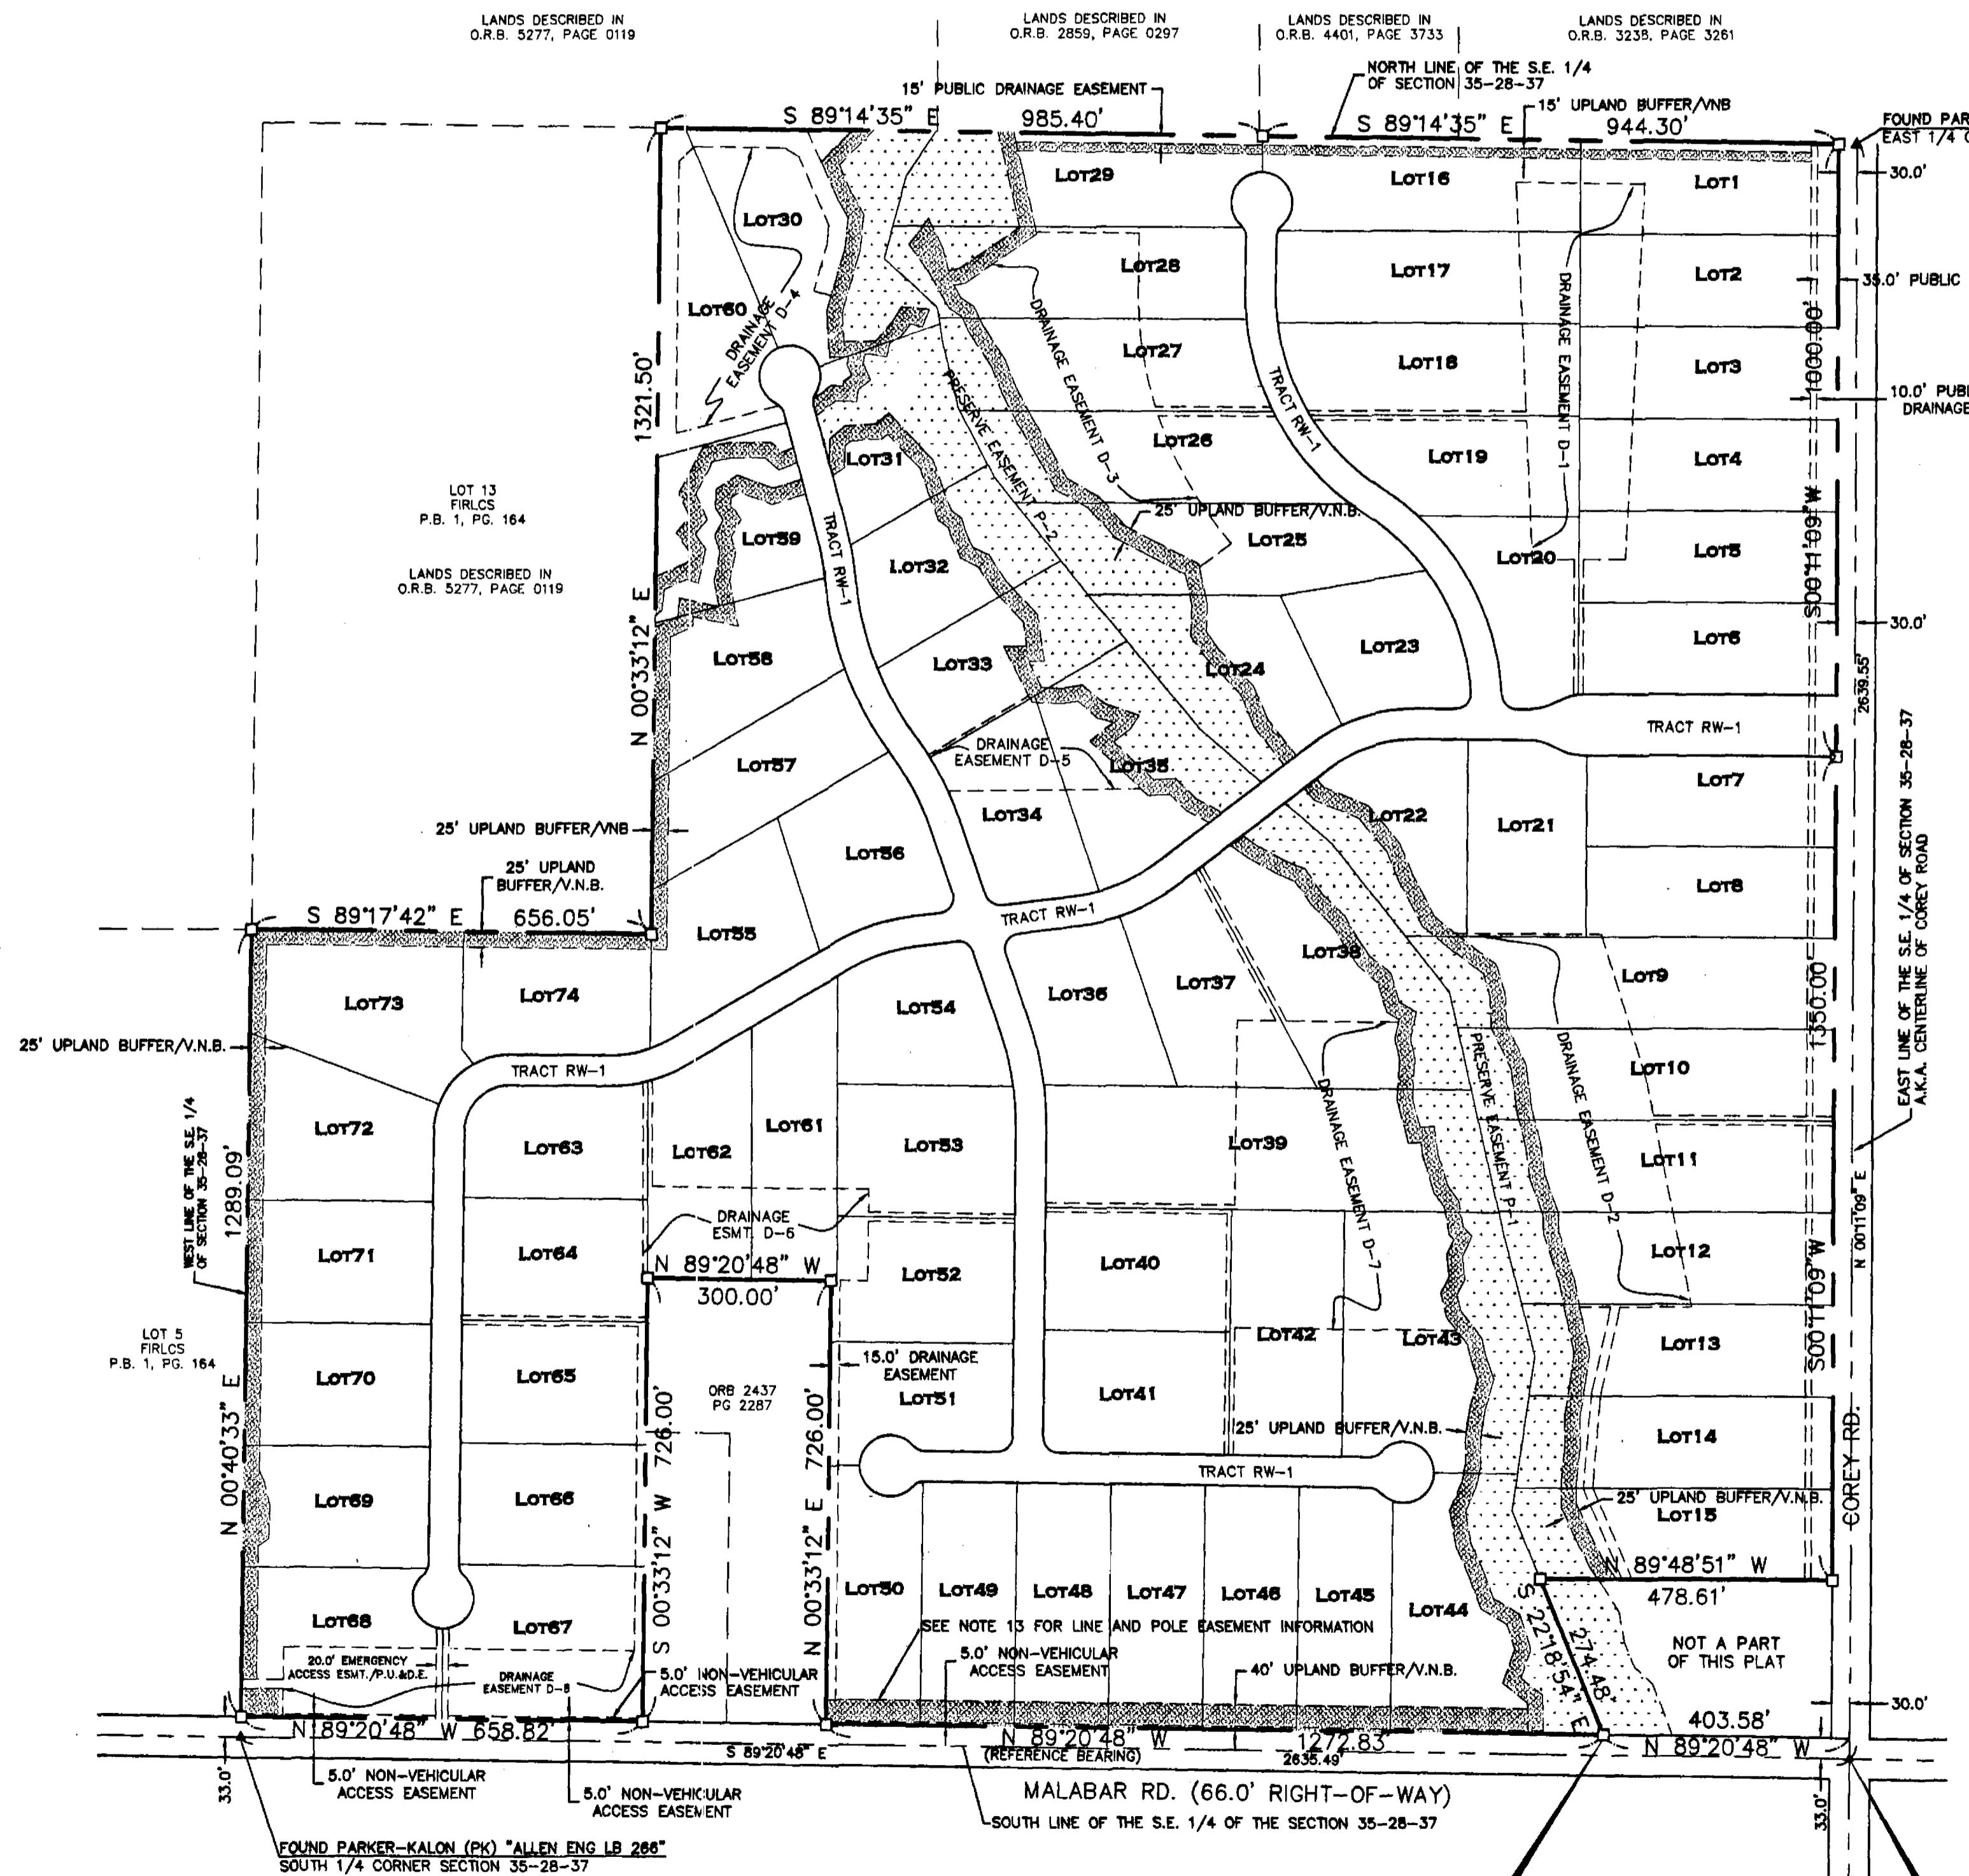 LANDS DESCRIBED IN
O.R.B. 5277, PAGE 0119
LANDS DESCRIBED IN
O.R.B. 2859, PAGE 0297
LANDS DESCRIBED IN
O.R.B. 4401, PAGE 3733
LANDS DESCRIBED IN
O.R.B. 3238, PAGE 3261
NORTH LINE OF THE S.E. 1/4
OF SECTION 35-28-37
15' PUBLIC DRAINAGE EASEMENT
15' UPLAND BUFFER/VNB
S 89°14'35" E 985.40'
S 89°14'35" E 944.30'
FOUND PAR
EAST 1/4
30.0'
LOT29
LOT16
LOT1
LOT30
LOT28
LOT17
LOT2
35.0' PUBLIC
LOT60
DRAINAGE
EASEMENT D-4
DRAINAGE EASEMENT D-3
DRAINAGE EASEMENT D-1
1000.00'
LOT27
LOT18
LOT3
10.0' PUB
DRAINAGE
1321.50'
PRESERVE EASEMENT P-2
TRACT RW-1
LOT26
LOT19
LOT4
LOT31
LOT 13
FIRLCS
P.B. 1, PG. 164
S00°11'09"W
25' UPLAND BUFFER/V.N.B.
LOT59
TRACT RW-1
LOT32
LOT25
LOT20
LOT5
LANDS DESCRIBED IN
O.R.B. 5277, PAGE 0119
N 00°33'12" E
30.0'
LOT58
LOT33
LOT24
LOT23
LOT6
2639.55'
TRACT RW-1
DRAINAGE
EASEMENT D-5
LOT57
LOT35
LOT7
EAST LINE OF THE S.E. 1/4 OF SECTION 35-28-37
A.K.A. CENTERLINE OF COREY ROAD
LOT34
LOT22
LOT21
25' UPLAND BUFFER/VNB
LOT56
25' UPLAND
BUFFER/V.N.B.
LOT8
S 89°17'42" E 656.05'
TRACT RW-1
LOT55
LOT38
LOT9
LOT73
LOT74
LOT54
LOT36
LOT37
1350.00'
25' UPLAND BUFFER/V.N.B.
TRACT RW-1
PRESERVE EASEMENT P-1
DRAINAGE EASEMENT D-2
LOT10
WEST LINE OF THE S.E. 1/4
OF SECTION 35-28-37
LOT72
LOT63
LOT62
LOT61
LOT53
LOT39
DRAINAGE EASEMENT D-7
LOT11
1289.09'
N 00°11'09" E
DRAINAGE
ESMT. D-6
LOT71
LOT64
N 89°20'48" W
300.00'
LOT52
LOT40
LOT12
S00°11'09"W
LOT 5
FIRLCS
P.B. 1, PG. 164
LOT42
LOT43
LOT13
15.0' DRAINAGE
EASEMENT
LOT70
LOT65
ORB 2437
PG 2287
LOT51
LOT41
N 00°40'33" E
S 00°33'12" W 726.00'
N 00°33'12" E 726.00'
25' UPLAND BUFFER/V.N.B.
LOT14
COREY RD.
TRACT RW-1
LOT69
LOT66
25' UPLAND BUFFER/V.N.B.
LOT15
N 89°48'51" W
478.61'
LOT50
LOT49
LOT48
LOT47
LOT46
LOT45
LOT44
LOT68
LOT67
SEE NOTE 13 FOR LINE AND POLE EASEMENT INFORMATION
S 22°18'54" E
274.48'
NOT A PART
OF THIS PLAT
20.0' EMERGENCY
ACCESS ESMT./P.U.&D.E.
DRAINAGE
EASEMENT D-8
5.0' NON-VEHICULAR
ACCESS EASEMENT
5.0' NON-VEHICULAR
ACCESS EASEMENT
40' UPLAND BUFFER/V.N.B.
30.0'
403.58'
N 89°20'48" W 658.82'
S 89°20'48" E
N 89°20'48" W 1272.83'
(REFERENCE BEARING) 2635.49'
N 89°20'48" W
33.0'
5.0' NON-VEHICULAR
ACCESS EASEMENT
5.0' NON-VEHICULAR
ACCESS EASEMENT
MALABAR RD. (66.0' RIGHT-OF-WAY)
SOUTH LINE OF THE S.E. 1/4 OF THE SECTION 35-28-37
33.0'
FOUND PARKER-KALON (PK) "ALLEN ENG LB 266"
SOUTH 1/4 CORNER SECTION 35-28-37